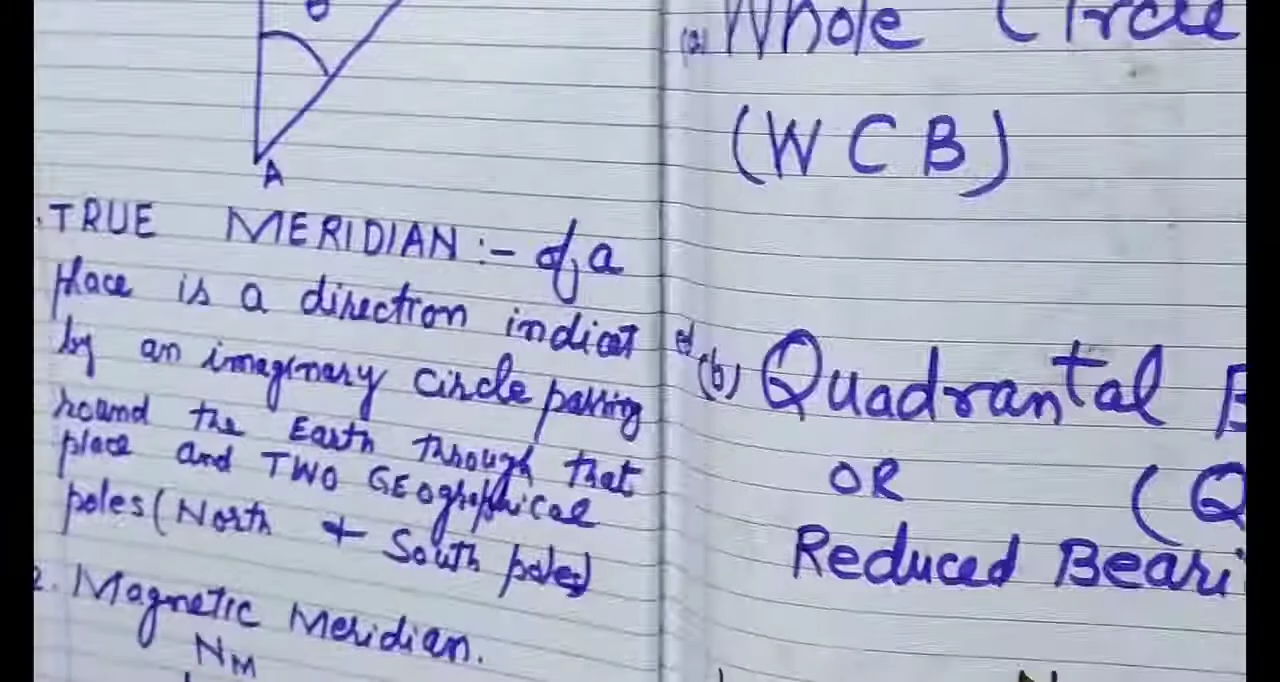 θ
A
TRUE MERIDIAN :- of a
place is a direction indicated
by an imaginary circle passing
round the Earth through that
place and TWO GEographical
poles (North + South poles)
2. Magnetic Meridian.
NM
(a) Whole Circle
(W C B)
(b) Quadrantal B
OR (Q
Reduced Beari
N